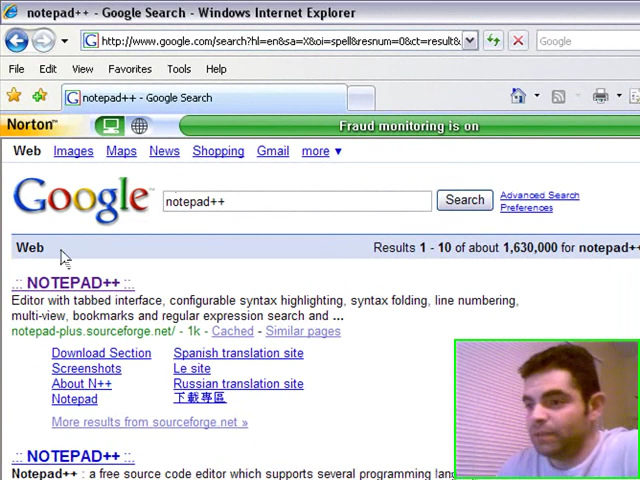 notepad++ - Google Search - Windows Internet Explorer
http://www.google.com/search?hl=en&sa=X&oi=spell&resnum=0&ct=result&
Google
File Edit View Favorites Tools Help
notepad++ - Google Search
Norton™ Fraud monitoring is on
Web Images Maps News Shopping Gmail more ▼
Google™ notepad++ Search Advanced Search
Preferences
Web Results 1 - 10 of about 1,630,000 for notepad++
.:: NOTEPAD++ ::.
Editor with tabbed interface, configurable syntax highlighting, syntax folding, line numbering,
multi-view, bookmarks and regular expression search and ...
notepad-plus.sourceforge.net/ - 1k - Cached - Similar pages
Download Section Spanish translation site
Screenshots Le site
About N++ Russian translation site
Notepad 下載專區
More results from sourceforge.net »
.:: NOTEPAD++ ::.
Notepad++ : a free source code editor which supports several programming